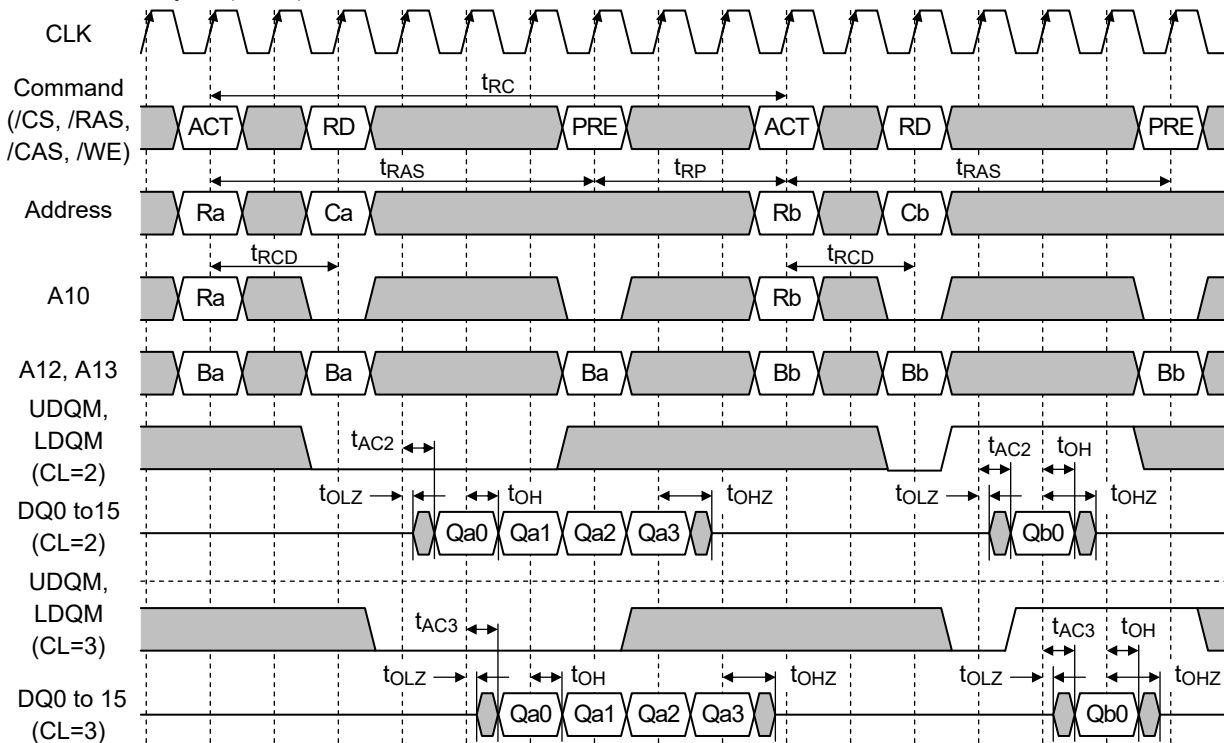 CLK
tRC
Command
(/CS, /RAS,
/CAS, /WE)
ACT RD PRE ACT RD PRE
tRAS tRP tRAS
Address
Ra Ca Rb Cb
tRCD tRCD
A10
Ra Rb
A12, A13
Ba Ba Ba Bb Bb Bb
UDQM,
LDQM
(CL=2)
tAC2 tAC2 tOH
tOLZ tOH tOHZ tOLZ tOHZ
DQ0 to15
(CL=2)
Qa0 Qa1 Qa2 Qa3 Qb0
UDQM,
LDQM
(CL=3)
tAC3 tAC3 tOH
tOLZ tOH tOHZ tOLZ tOHZ
DQ0 to 15
(CL=3)
Qa0 Qa1 Qa2 Qa3 Qb0